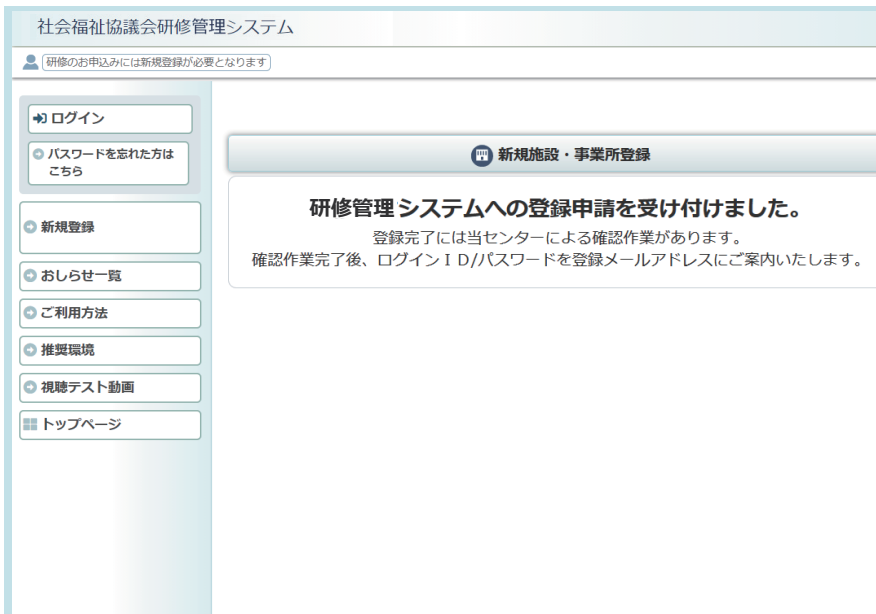 社会福祉協議会研修管理システム
研修のお申込みには新規登録が必要となります
ログイン
パスワードを忘れた方は
こちら
新規登録
おしらせ一覧
ご利用方法
推奨環境
視聴テスト動画
トップページ
新規施設・事業所登録
研修管理システムへの登録申請を受け付けました。
登録完了には当センターによる確認作業があります。
確認作業完了後、ログインＩＤ/パスワードを登録メールアドレスにご案内いたします。